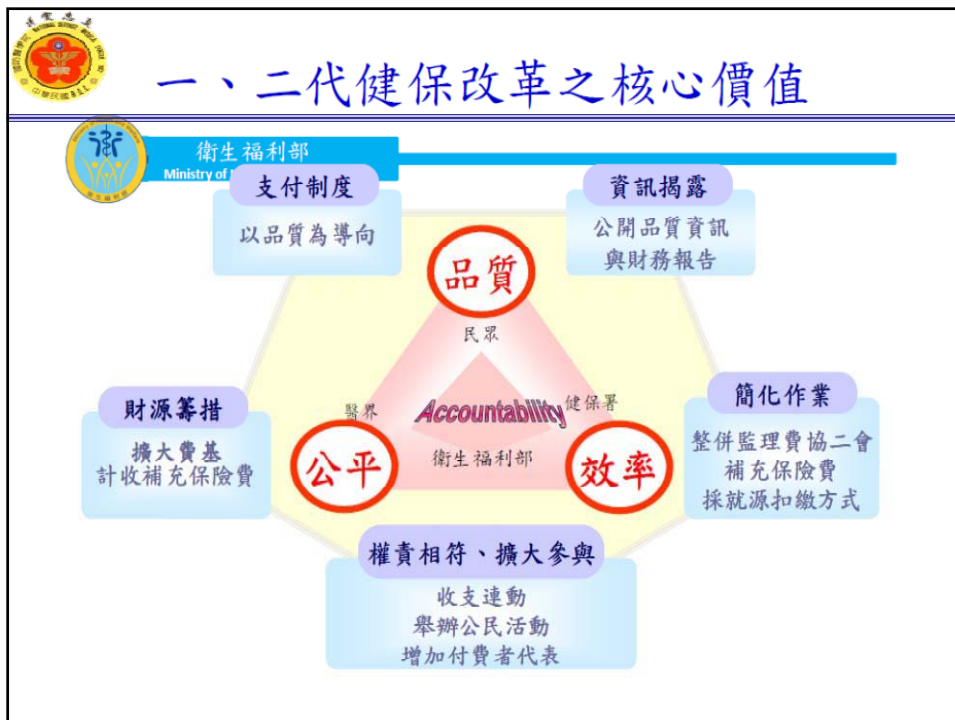 一、二代健保改革之核心價值
衛生福利部
Ministry of
支付制度
以品質為導向
資訊揭露
公開品質資訊
與財務報告
品質
民眾
財源籌措
擴大費基
計收補充保險費
醫界
Accountability
健保署
衛生福利部
公平
效率
簡化作業
整併監理費協二會
補充保險費
採就源扣繳方式
權責相符、擴大參與
收支連動
舉辦公民活動
增加付費者代表